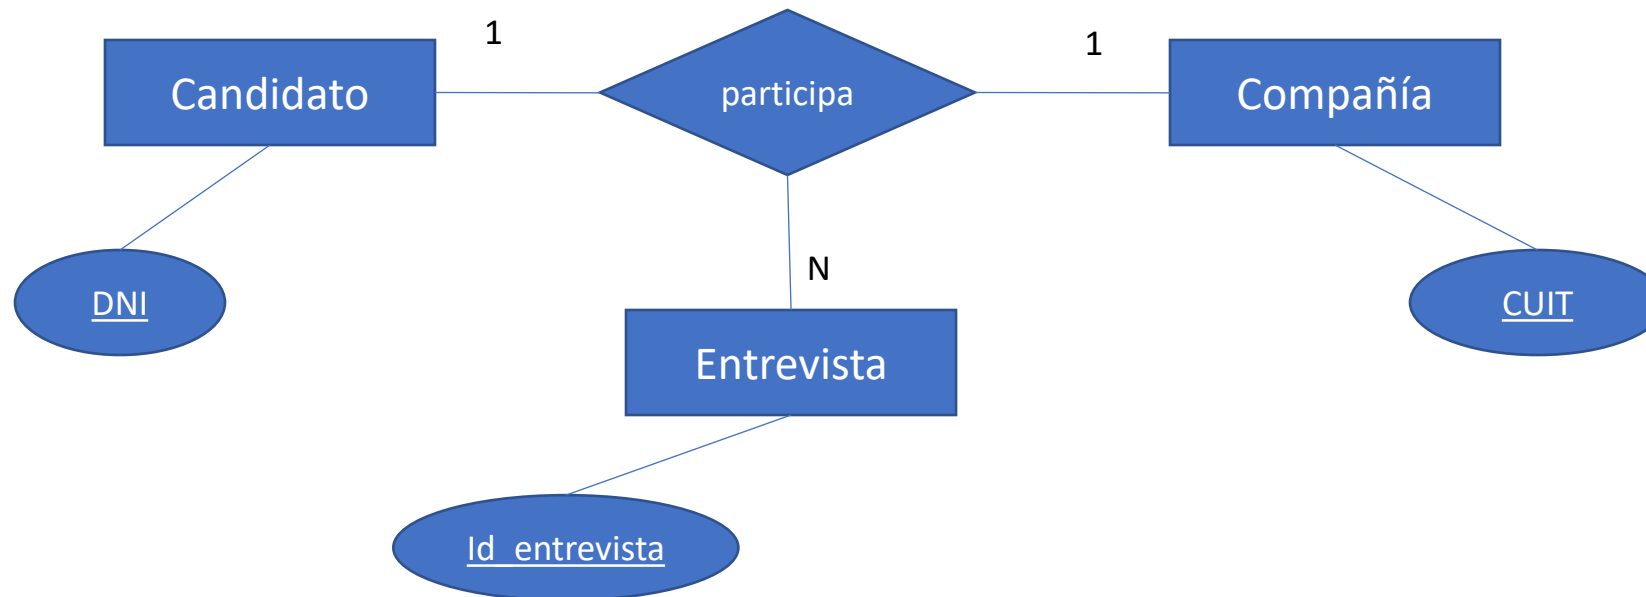 1
1
Candidato
participa
Compañía
N
DNI
CUIT
Entrevista
Id_entrevista